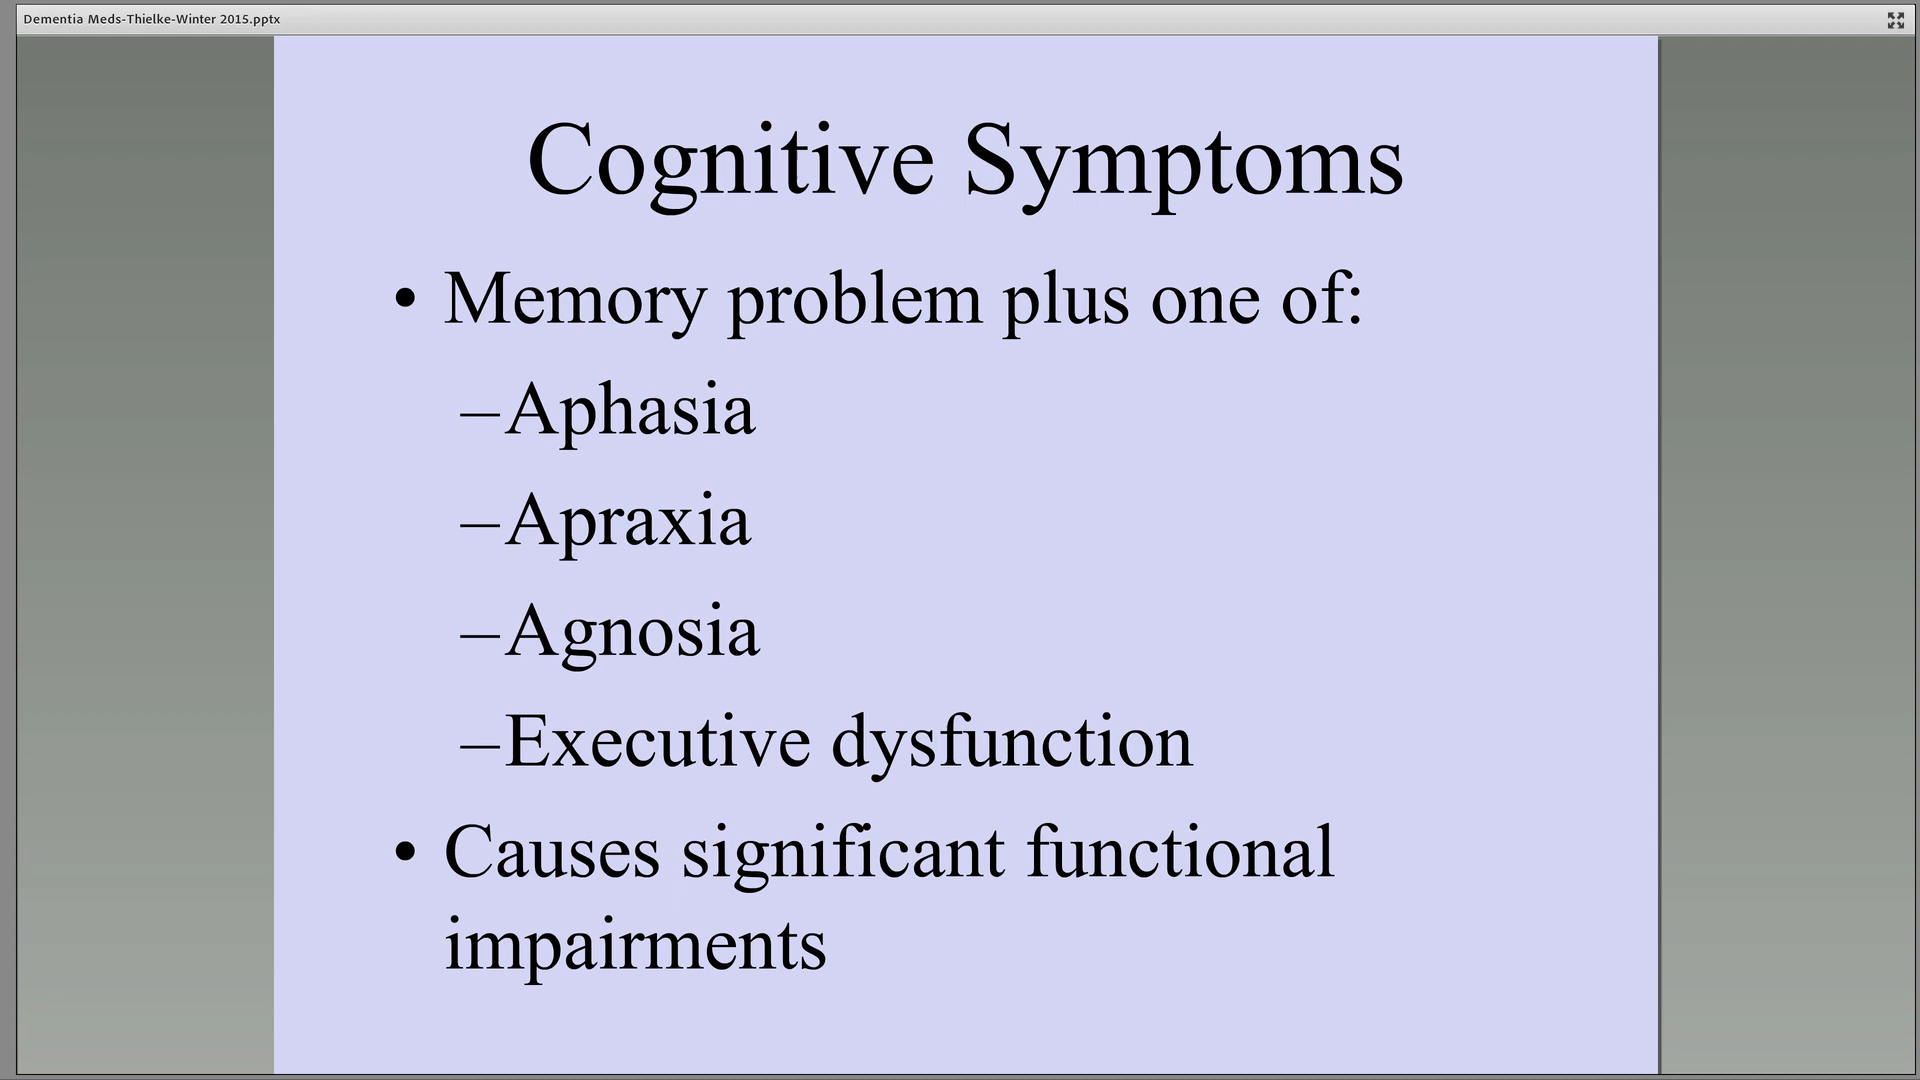 Dementia Meds-Thielke-Winter 2015.pptx
Cognitive Symptoms
• Memory problem plus one of:
–Aphasia
–Apraxia
–Agnosia
–Executive dysfunction
• Causes significant functional
impairments